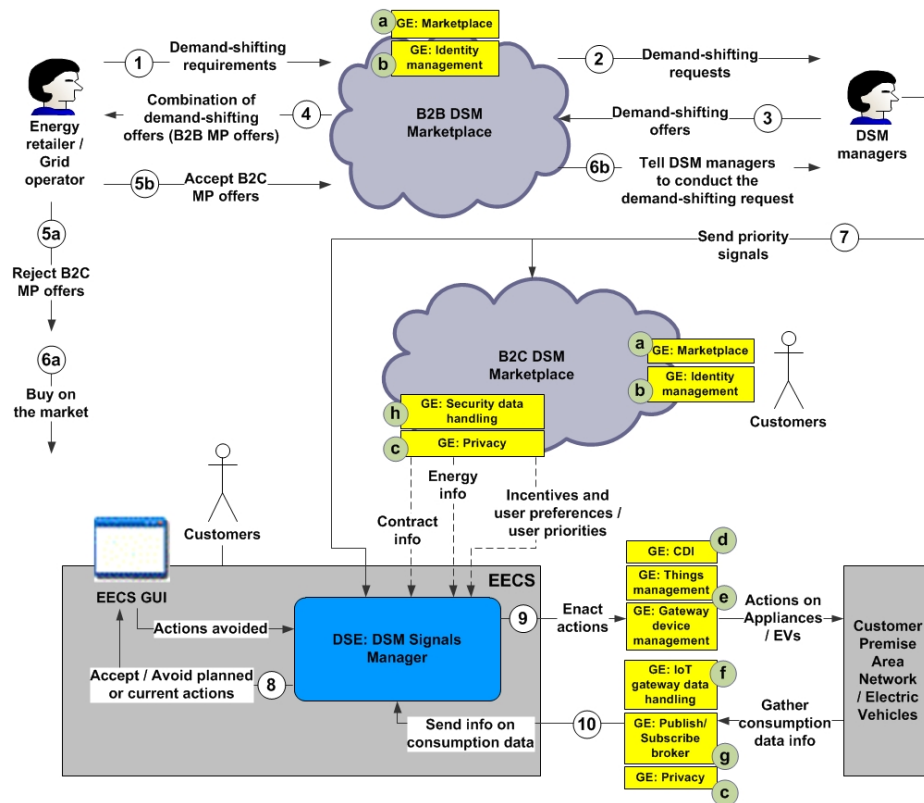 a
GE: Marketplace
b
GE: Identity
management
1
Demand-shifting
requirements
2
Demand-shifting
requests
4
Combination of
demand-shifting
offers (B2B MP offers)
B2B DSM
Marketplace
Demand-shifting
offers
3
Energy
retailer /
Grid
operator
DSM
managers
5b
Accept B2C
MP offers
6b
Tell DSM managers
to conduct the
demand-shifting request
5a
Send priority
signals
7
Reject B2C
MP offers
6a
Buy on
the market
B2C DSM
Marketplace
a
GE: Marketplace
b
GE: Identity
management
Customers
h
GE: Security data
handling
c
GE: Privacy
Energy
info
Contract
info
Incentives and
user preferences /
user priorities
Customers
EECS
EECS GUI
Actions avoided
DSE: DSM Signals
Manager
9
Enact
actions
d
GE: CDI
GE: Things
management
e
GE: Gateway
device
management
Actions on
Appliances
/ EVs
Customer
Premise
Area
Network
/ Electric
Vehicles
Accept / Avoid planned
or current actions
8
f
GE: IoT
gateway data
handling
Send info on
consumption data
10
GE: Publish/
Subscribe
broker
g
Gather
consumption
data info
GE: Privacy
c